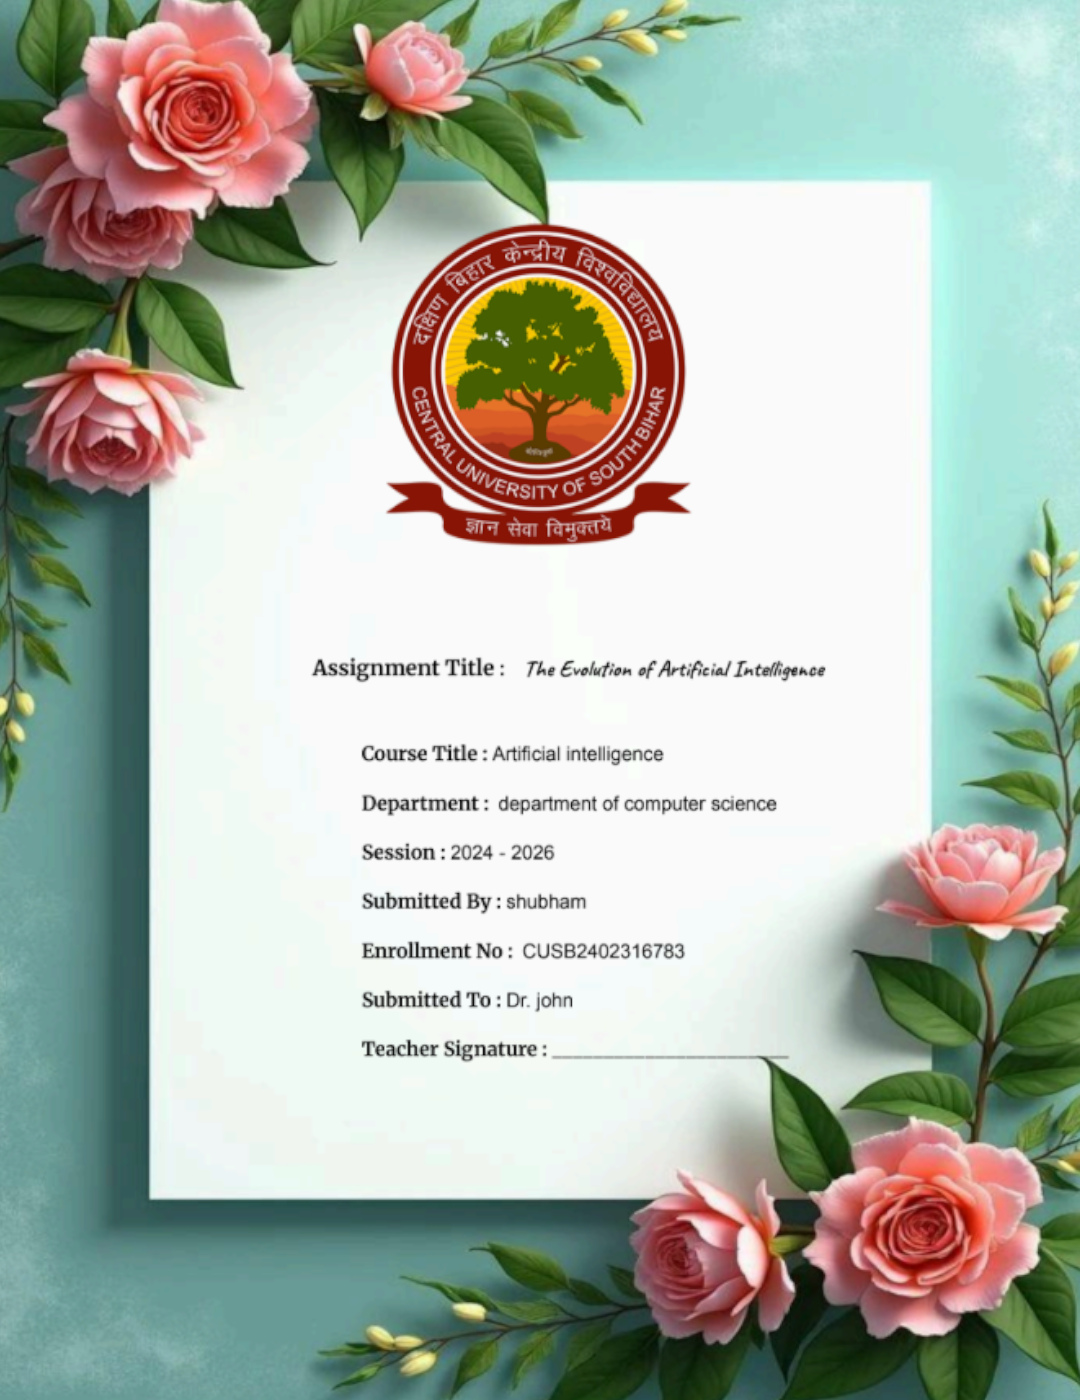 दक्षिण बिहार केन्द्रीय विश्वविद्यालय
CENTRAL UNIVERSITY OF SOUTH BIHAR
ज्ञान सेवा विमुक्तये
Assignment Title : The Evolution of Artificial Intelligence
Course Title : Artificial intelligence
Department : department of computer science
Session : 2024 - 2026
Submitted By : shubham
Enrollment No : CUSB2402316783
Submitted To : Dr. john
Teacher Signature : ____________________